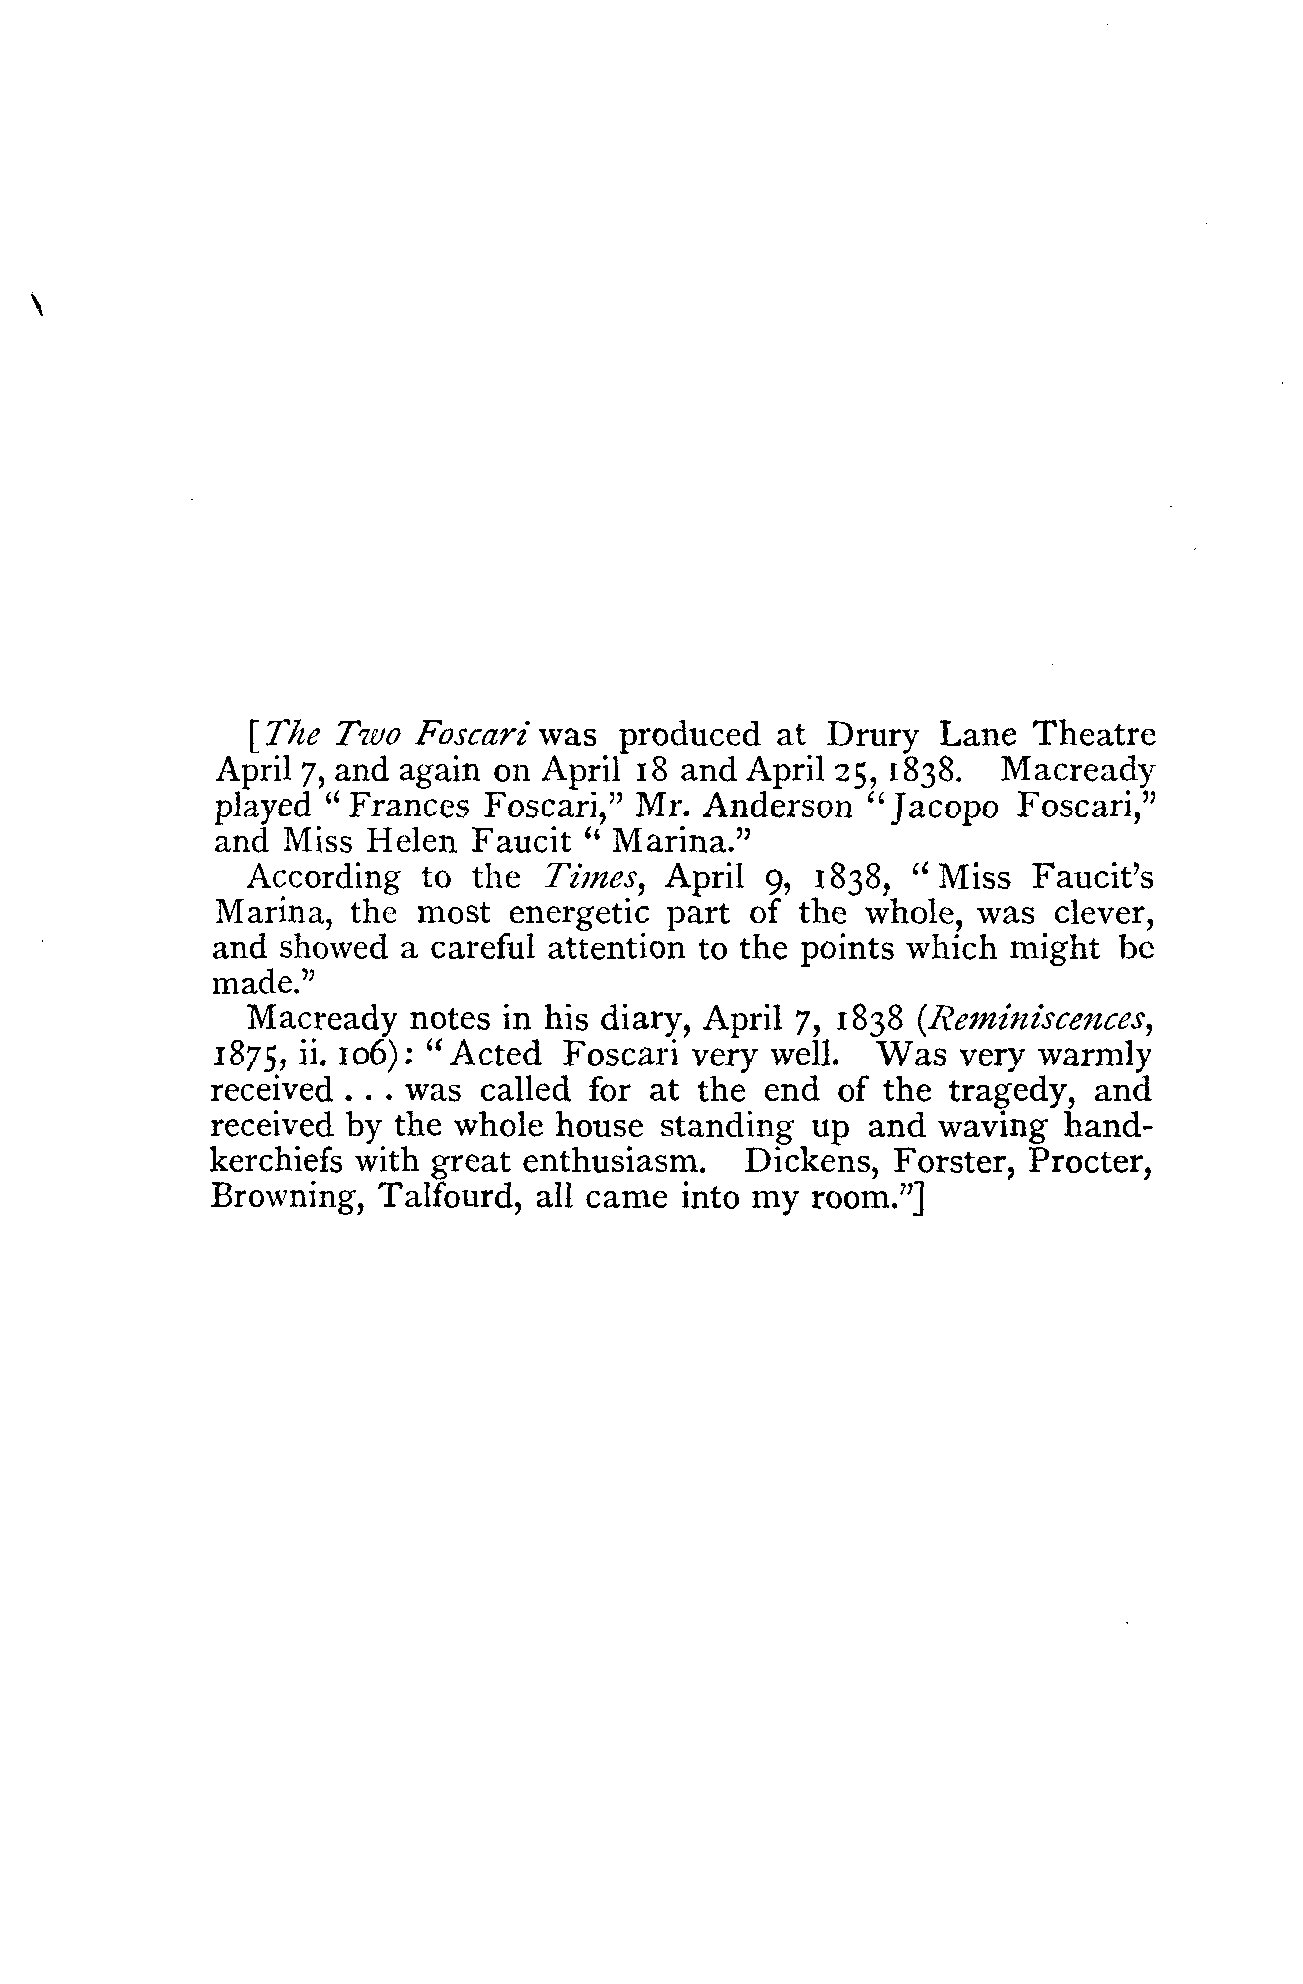 [The Two Foscari was produced at Drury Lane Theatre
April 7, and again on April 18 and April 25, 1838. Macready
played “Frances Foscari,” Mr. Anderson “Jacopo Foscari,”
and Miss Helen Faucit “Marina.”
According to the Times, April 9, 1838, “Miss Faucit’s
Marina, the most energetic part of the whole, was clever,
and showed a careful attention to the points which might be
made.”
Macready notes in his diary, April 7, 1838 (Reminiscences,
1875, ii. 106): “Acted Foscari very well. Was very warmly
received . . . was called for at the end of the tragedy, and
received by the whole house standing up and waving hand-
kerchiefs with great enthusiasm. Dickens, Forster, Procter,
Browning, Talfourd, all came into my room.”]